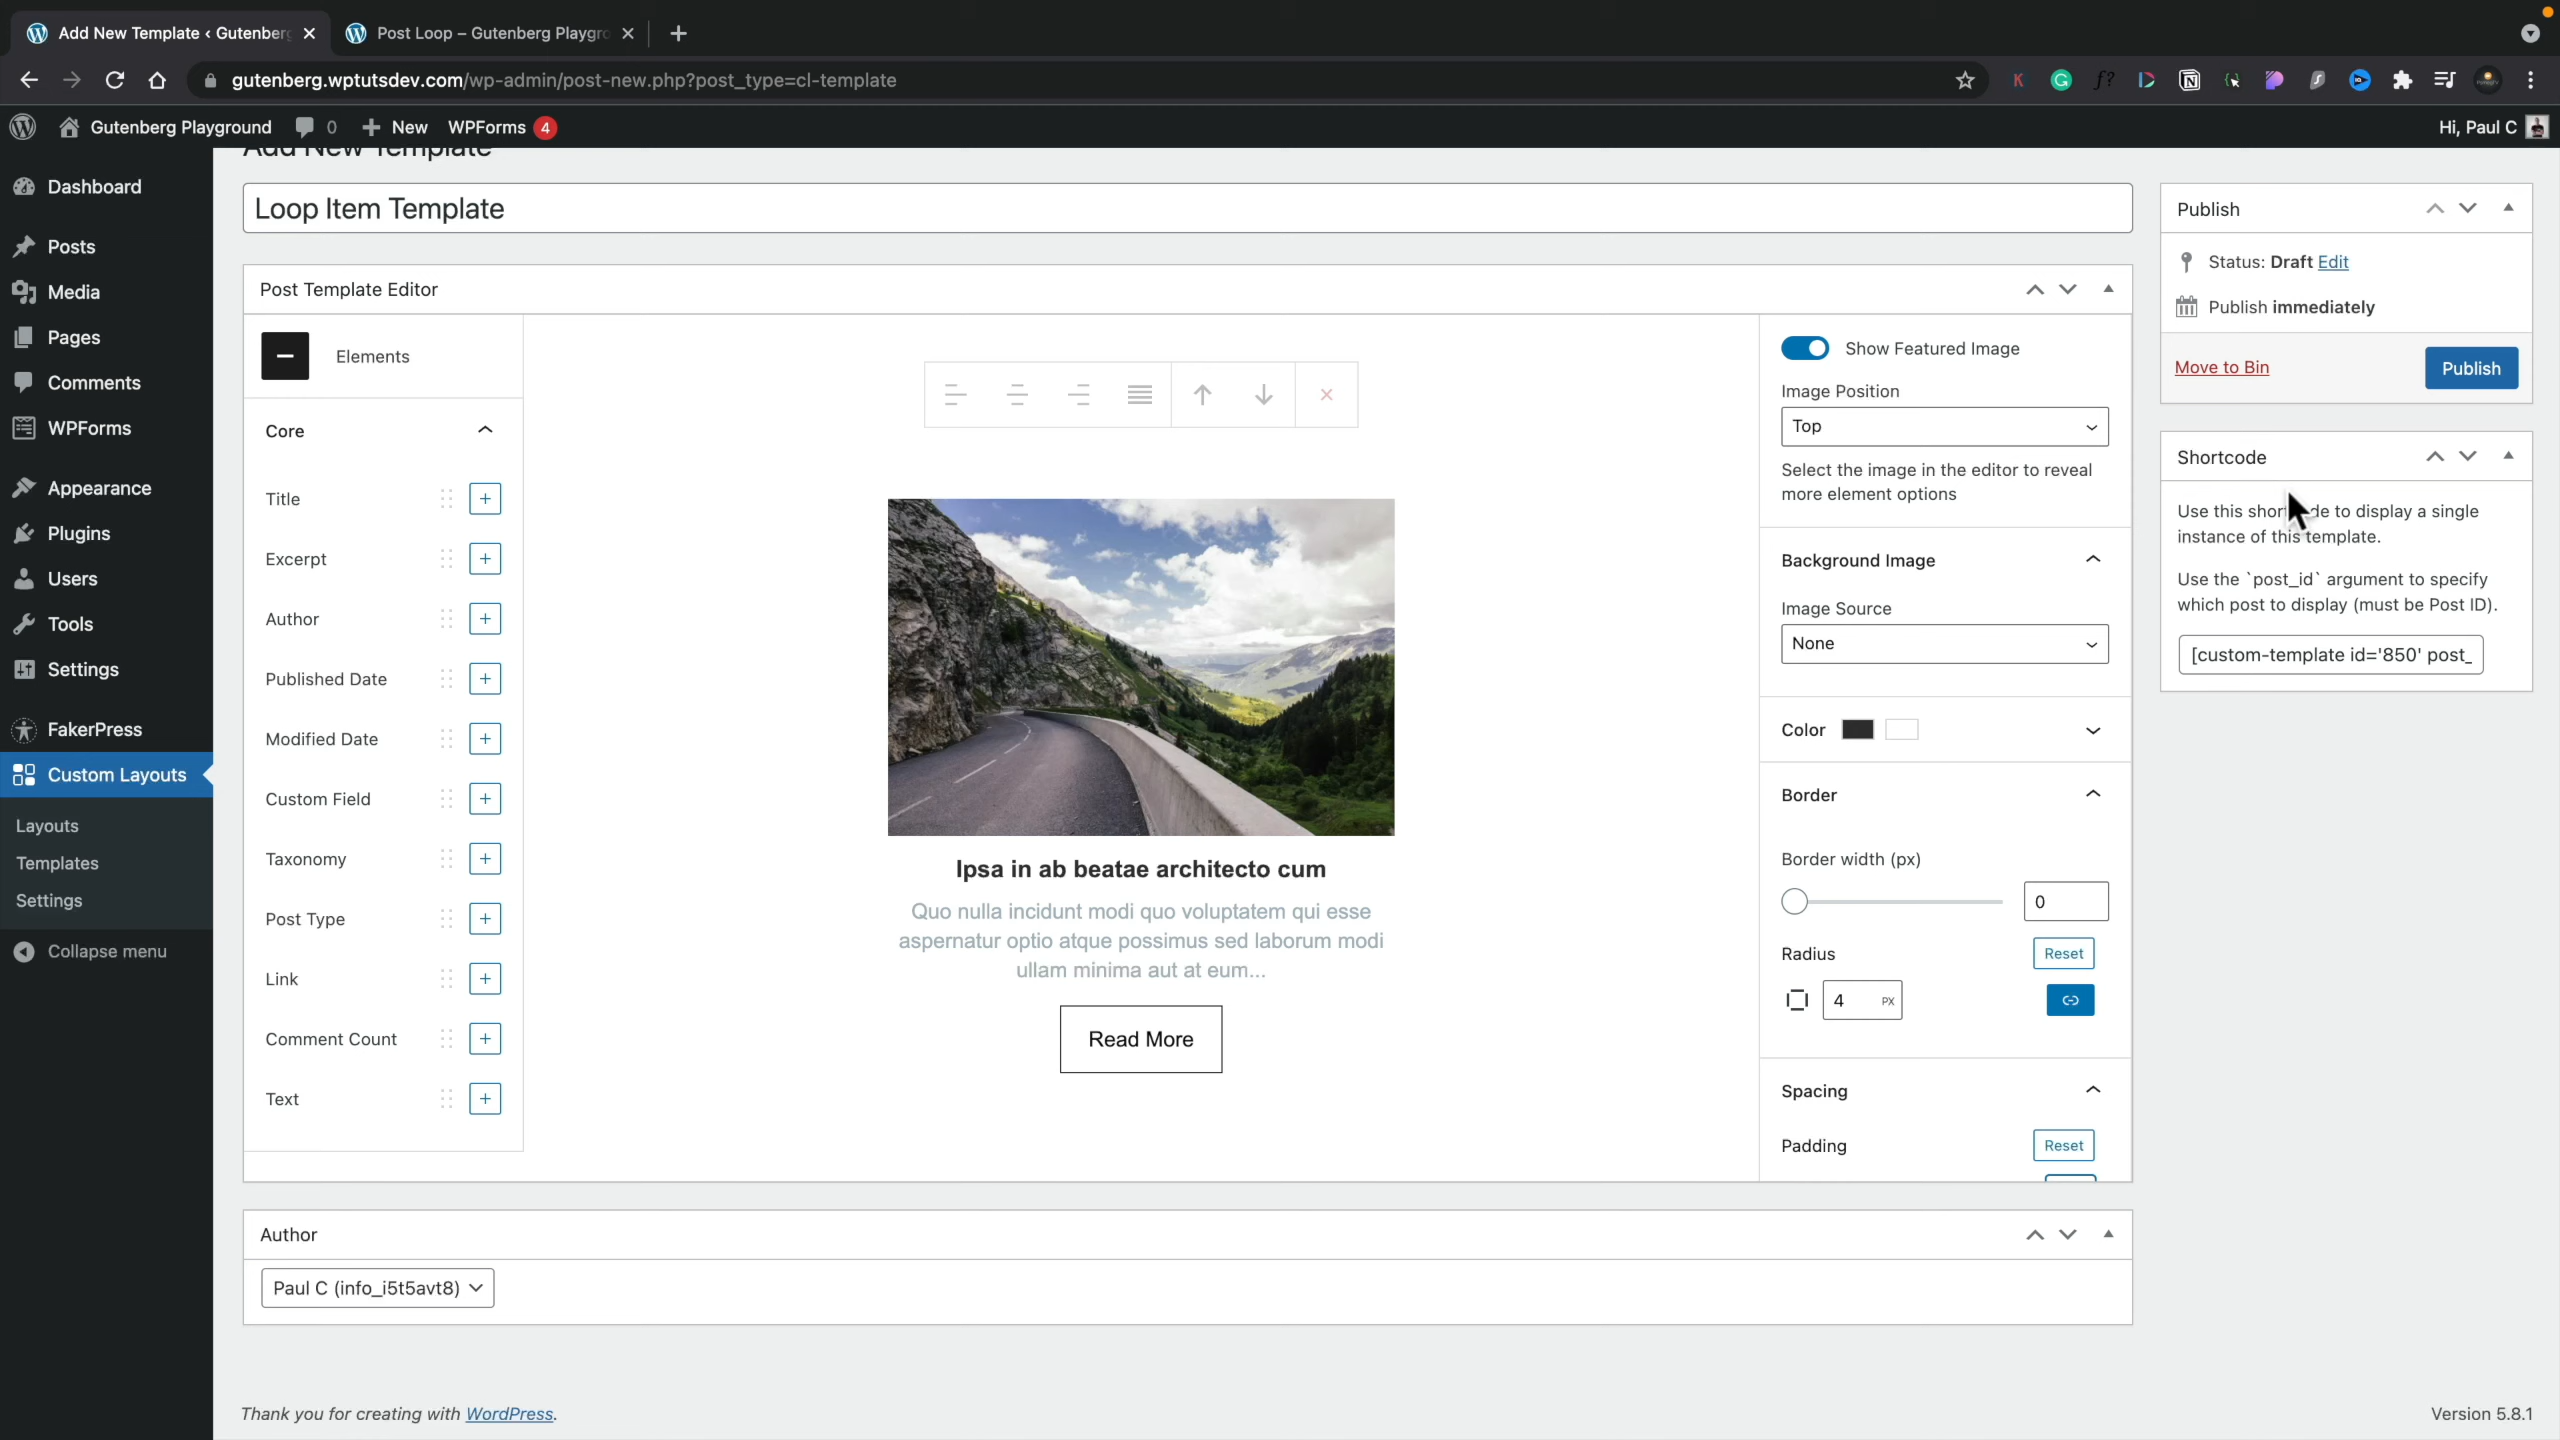 Add New Template ‹ Gutenberg
Post Loop – Gutenberg Playgro
gutenberg.wptutsdev.com/wp-admin/post-new.php?post_type=cl-template
Gutenberg Playground
0
New
WPForms
4
Hi, Paul C
Add New Template
Dashboard
Posts
Media
Pages
Comments
WPForms
Appearance
Plugins
Users
Tools
Settings
FakerPress
Custom Layouts
Layouts
Templates
Settings
Collapse menu
Loop Item Template
Post Template Editor
Elements
Core
Title
Excerpt
Author
Published Date
Modified Date
Custom Field
Taxonomy
Post Type
Link
Comment Count
Text
Ipsa in ab beatae architecto cum
Quo nulla incidunt modi quo voluptatem qui esse
aspernatur optio atque possimus sed laborum modi
ullam minima aut at eum...
Read More
Show Featured Image
Image Position
Top
Select the image in the editor to reveal
more element options
Background Image
Image Source
None
Color
Border
Border width (px)
0
Radius
Reset
4 PX
Spacing
Padding
Reset
Publish
Status: Draft Edit
Publish immediately
Move to Bin
Publish
Shortcode
Use this shortcode to display a single
instance of this template.
Use the `post_id` argument to specify
which post to display (must be Post ID).
[custom-template id='850' post_
Author
Paul C (info_i5t5avt8)
Thank you for creating with WordPress.
Version 5.8.1